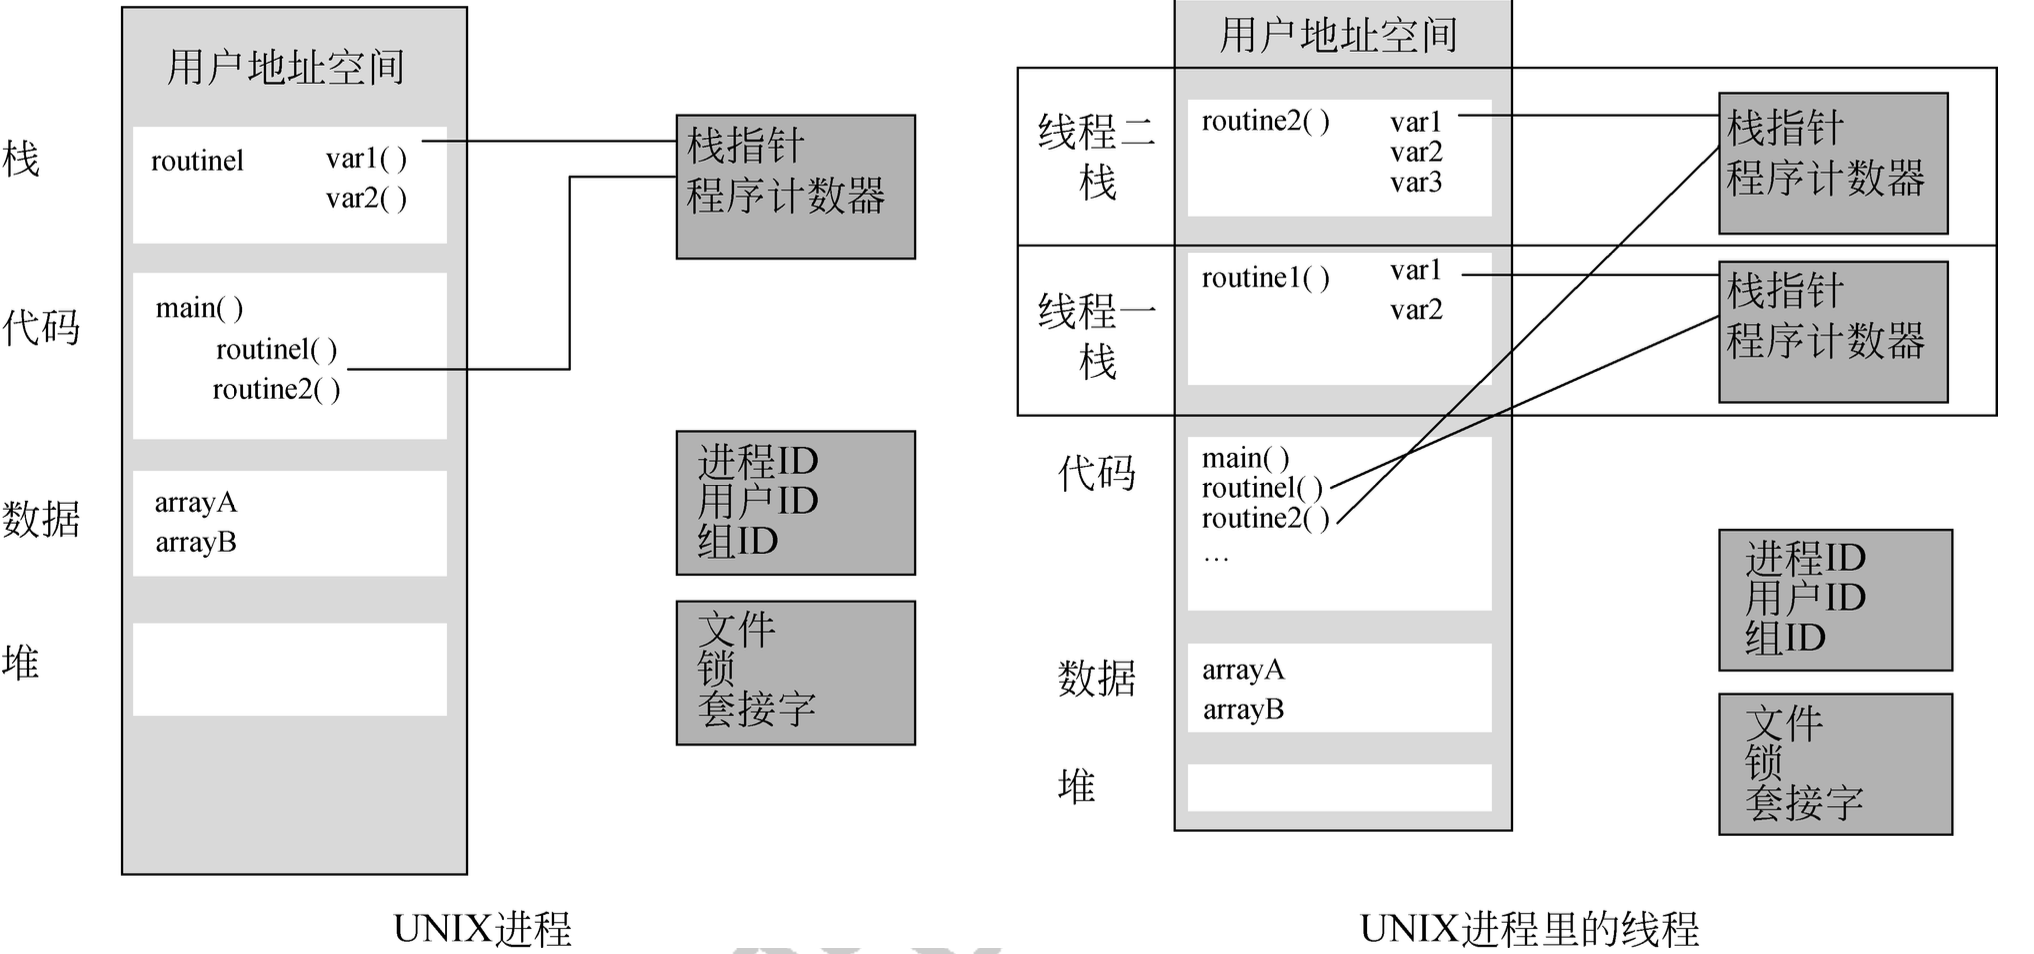 用户地址空间
栈
routinel var1( )
var2( )
栈指针
程序计数器
代码
main( )
routinel( )
routine2( )
数据
arrayA
arrayB
进程ID
用户ID
组ID
堆
文件
锁
套接字
UNIX进程
用户地址空间
线程二
栈
routine2( ) var1
var2
var3
栈指针
程序计数器
线程一
栈
routine1( ) var1
var2
栈指针
程序计数器
代码
main( )
routinel( )
routine2( )
…
进程ID
用户ID
组ID
数据
arrayA
arrayB
文件
锁
套接字
堆
UNIX进程里的线程